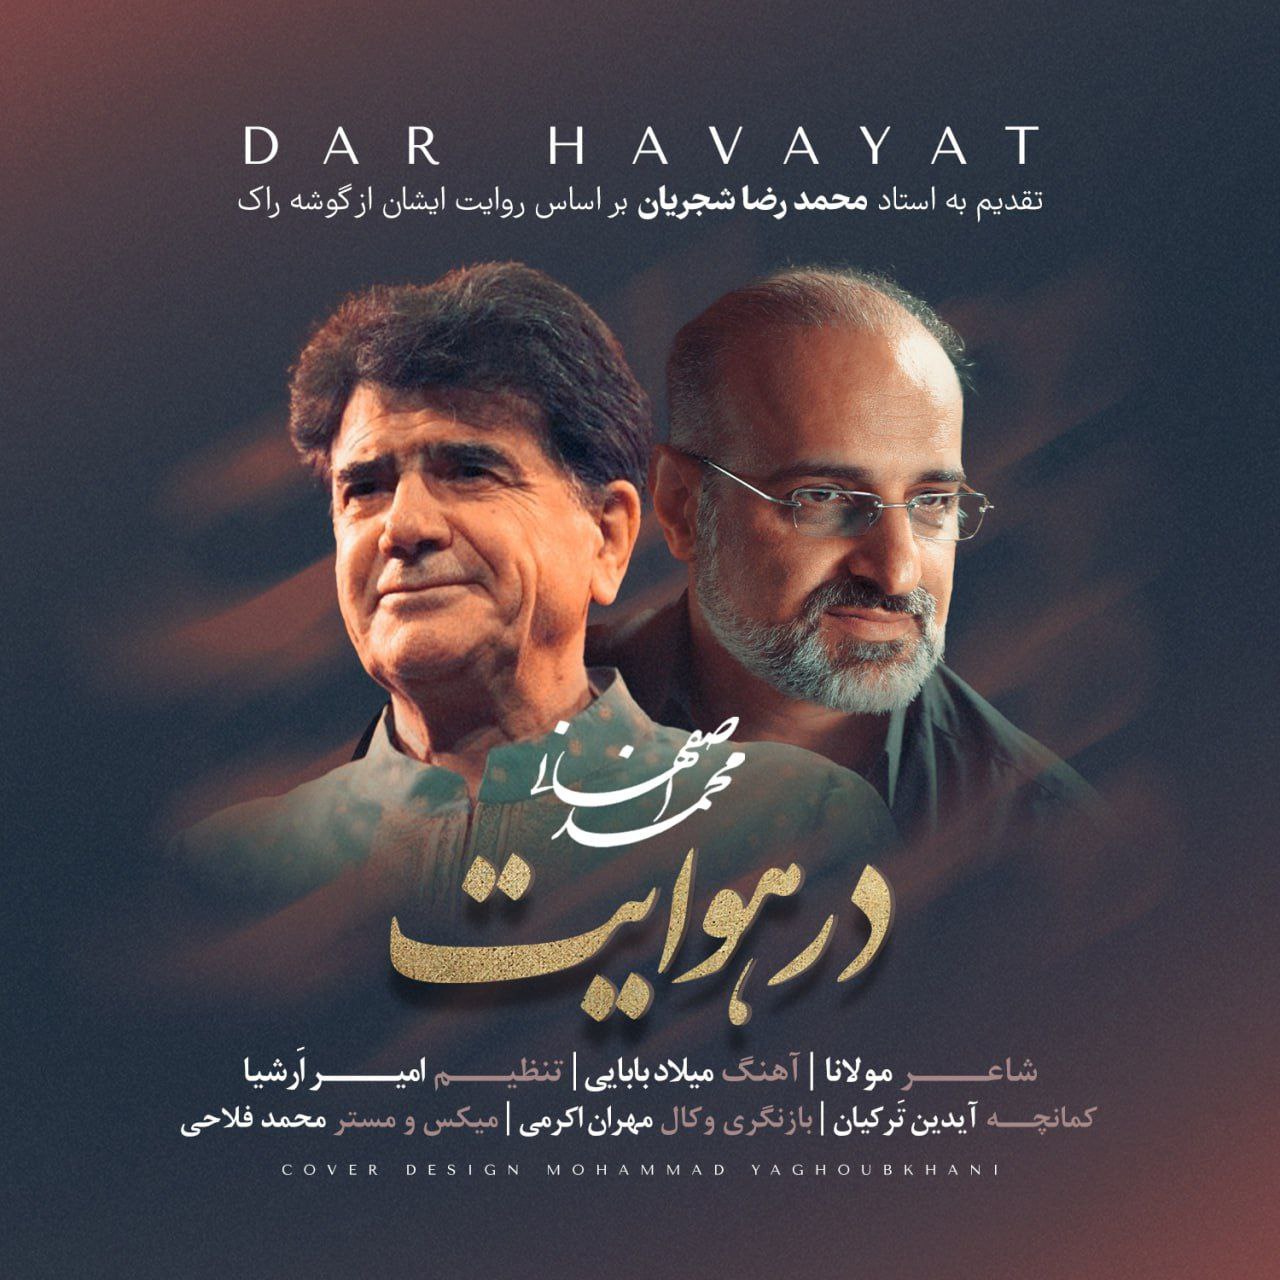 DAR HAVAYAT
تقدیم به استاد محمد رضا شجریان بر اساس روایت ایشان از گوشه راک
محمد اصفهانی
در هوایت
شاعر مولانا | آهنگ میلاد بابایی | تنظیم امیر اَرشیا
کمانچه آیدین تَرکیان | بازنگری وکال مهران اکرمی | میکس و مستر محمد فلاحی
COVER DESIGN MOHAMMAD YAGHOUBKHANI